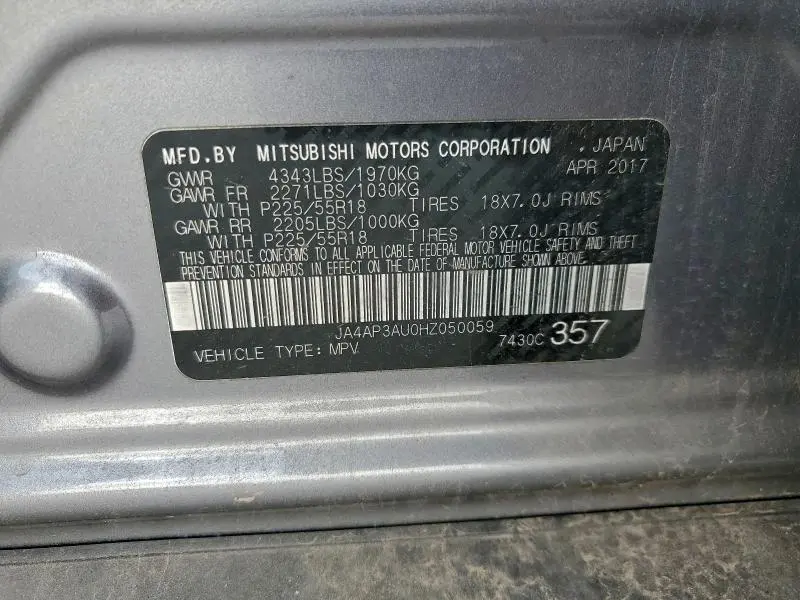 MFD.BY MITSUBISHI MOTORS CORPORATION . JAPAN
GVWR 4343LBS/1970KG APR 2017
GAWR FR 2271LBS/1030KG
WITH P225/55R18 TIRES 18X7.0J RIMS
GAWR RR 2205LBS/1000KG
WITH P225/55R18 TIRES 18X7.0J RIMS
THIS VEHICLE CONFORMS TO ALL APPLICABLE FEDERAL MOTOR VEHICLE SAFETY AND THEFT
PREVENTION STANDARDS IN EFFECT ON THE DATE OF MANUFACTURE SHOWN ABOVE.
JA4AP3AU0HZ050059
VEHICLE TYPE: MPV 7430C 357